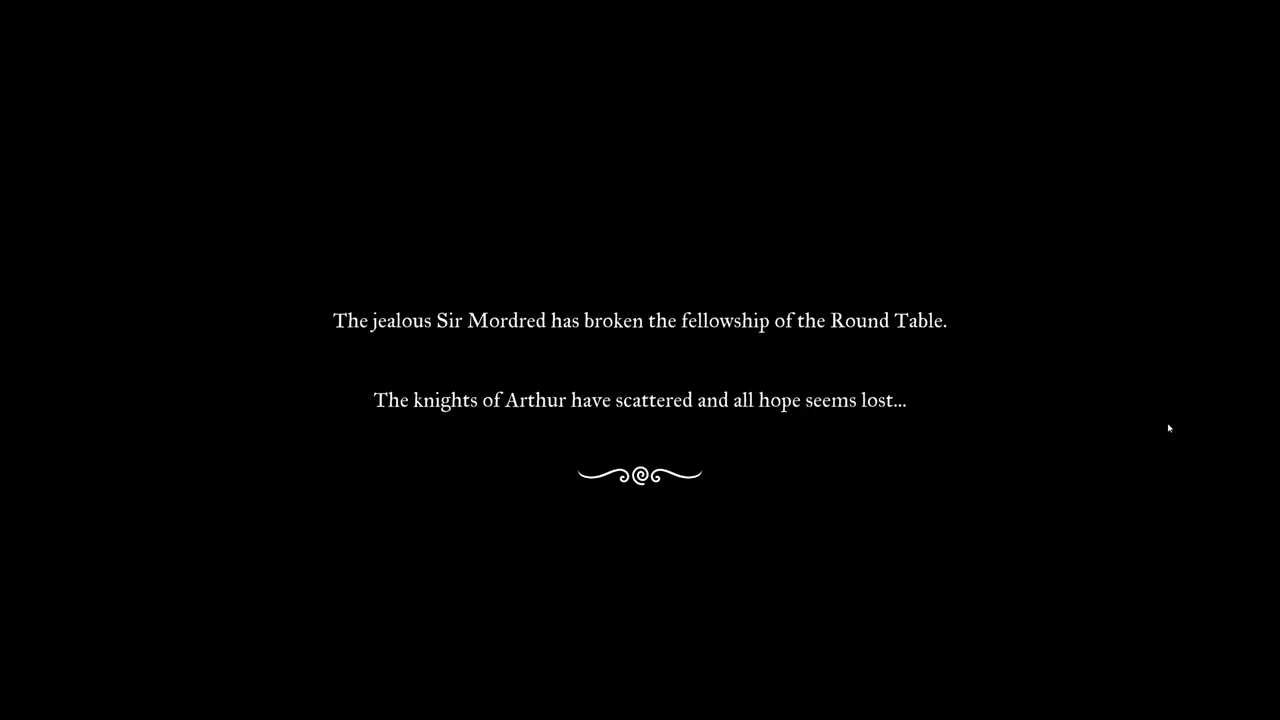 The jealous Sir Mordred has broken the fellowship of the Round Table.
The knights of Arthur have scattered and all hope seems lost...